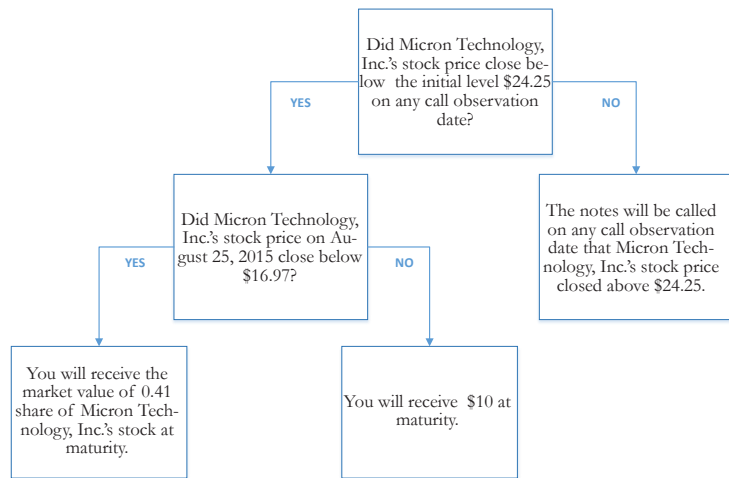 Did Micron Technology,
Inc.'s stock price close be-
low the initial level $24.25
on any call observation
date?
YES
NO
Did Micron Technology,
Inc.'s stock price on Au-
gust 25, 2015 close below
$16.97?
The notes will be called
on any call observation
date that Micron Tech-
nology, Inc.'s stock price
closed above $24.25.
YES
NO
You will receive the
market value of 0.41
share of Micron Tech-
nology, Inc.'s stock at
maturity.
You will receive $10 at
maturity.